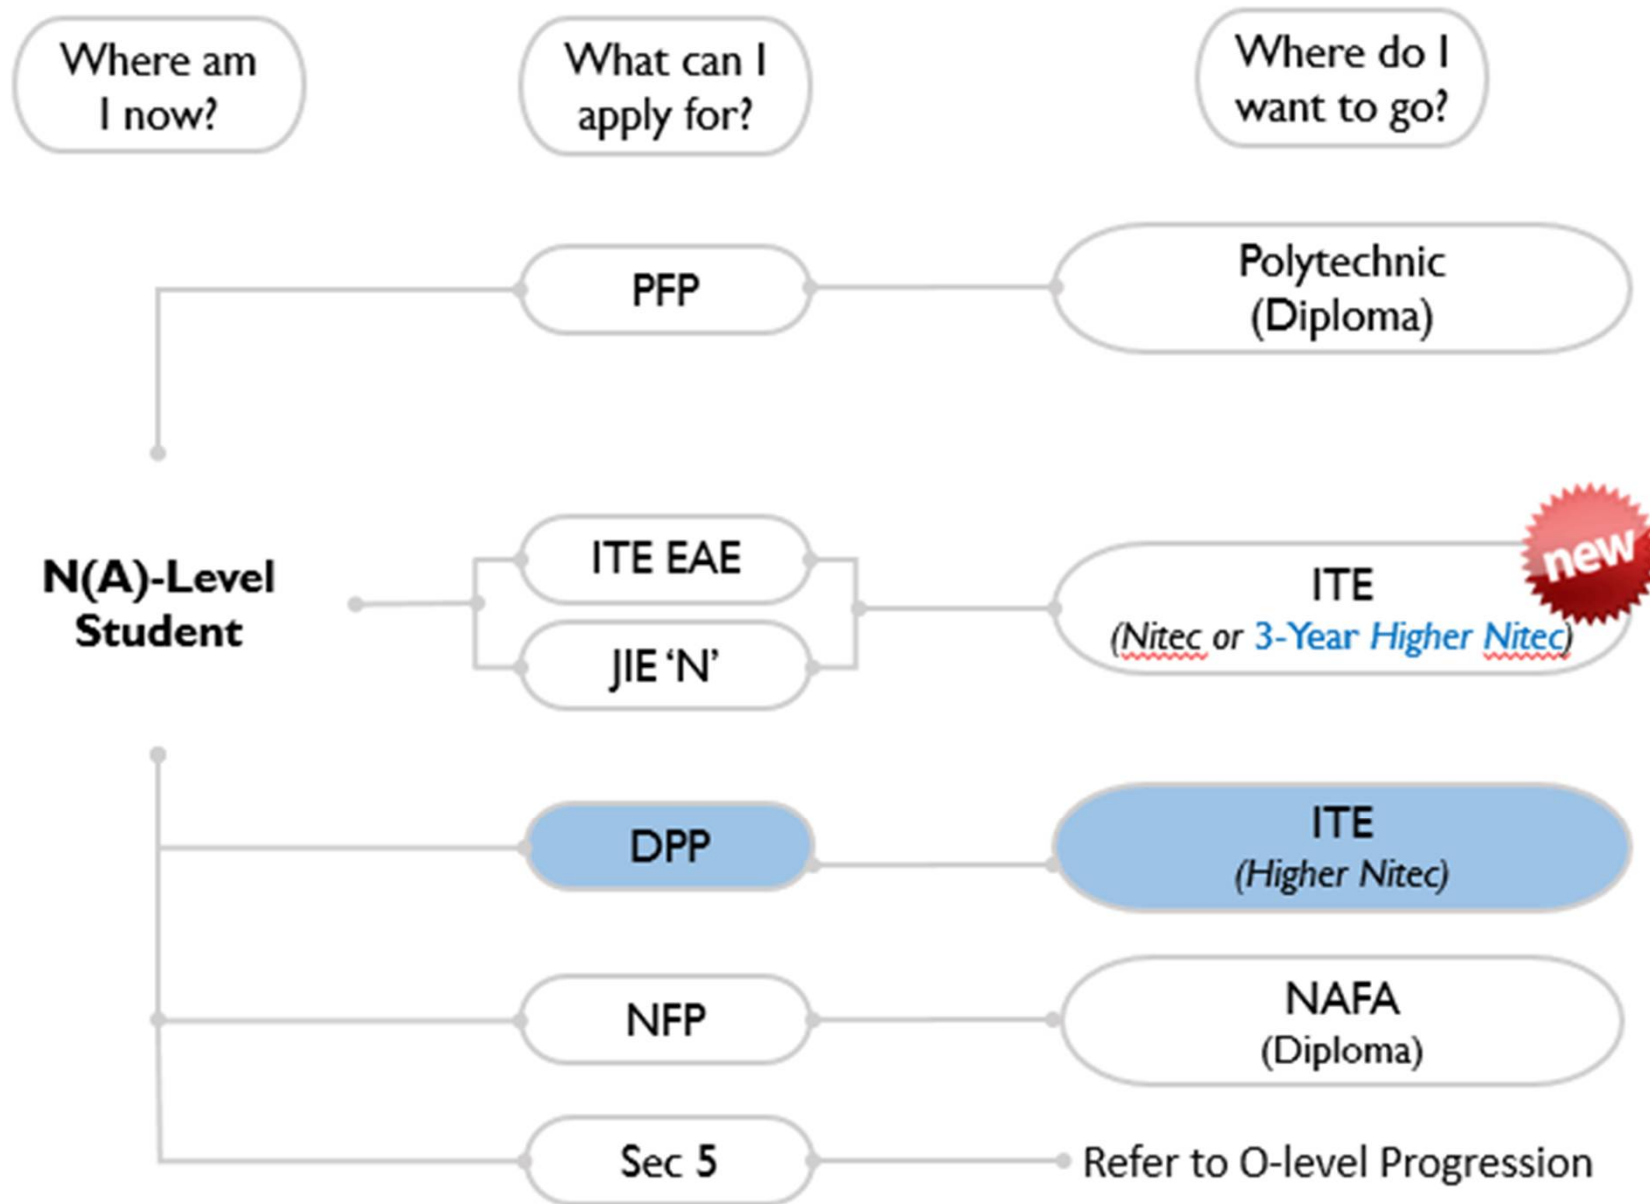 Where am
I now?
What can I
apply for?
Where do I
want to go?
PFP
Polytechnic
(Diploma)
N(A)-Level
Student
ITE EAE
JIE ‘N’
new
ITE
(Nitec or 3-Year Higher Nitec)
DPP
ITE
(Higher Nitec)
NFP
NAFA
(Diploma)
Sec 5
Refer to O-level Progression